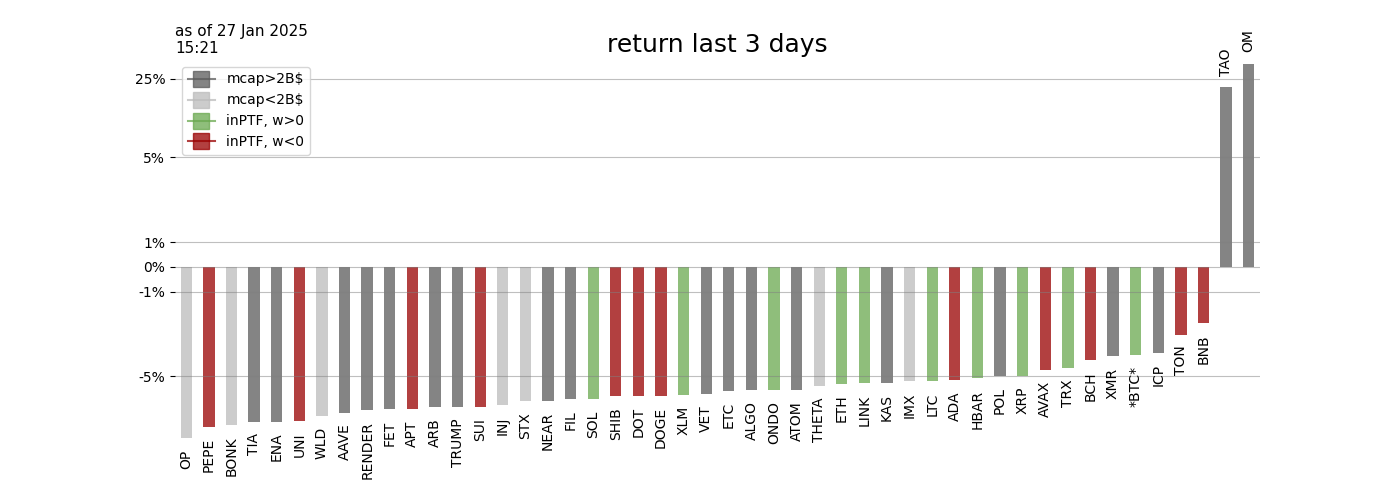 as of 27 Jan 2025
15:21
return last 3 days
mcap>2B$
mcap<2B$
inPTF, w>0
inPTF, w<0
25%
5%
1%
0%
-1%
-5%
OP
PEPE
BONK
TIA
ENA
UNI
WLD
AAVE
RENDER
FET
APT
ARB
TRUMP
SUI
INJ
STX
NEAR
FIL
SOL
SHIB
DOT
DOGE
XLM
VET
ETC
ALGO
ONDO
ATOM
THETA
ETH
LINK
KAS
IMX
LTC
ADA
HBAR
POL
XRP
AVAX
TRX
BCH
XMR
*BTC*
ICP
TON
BNB
TAO
OM